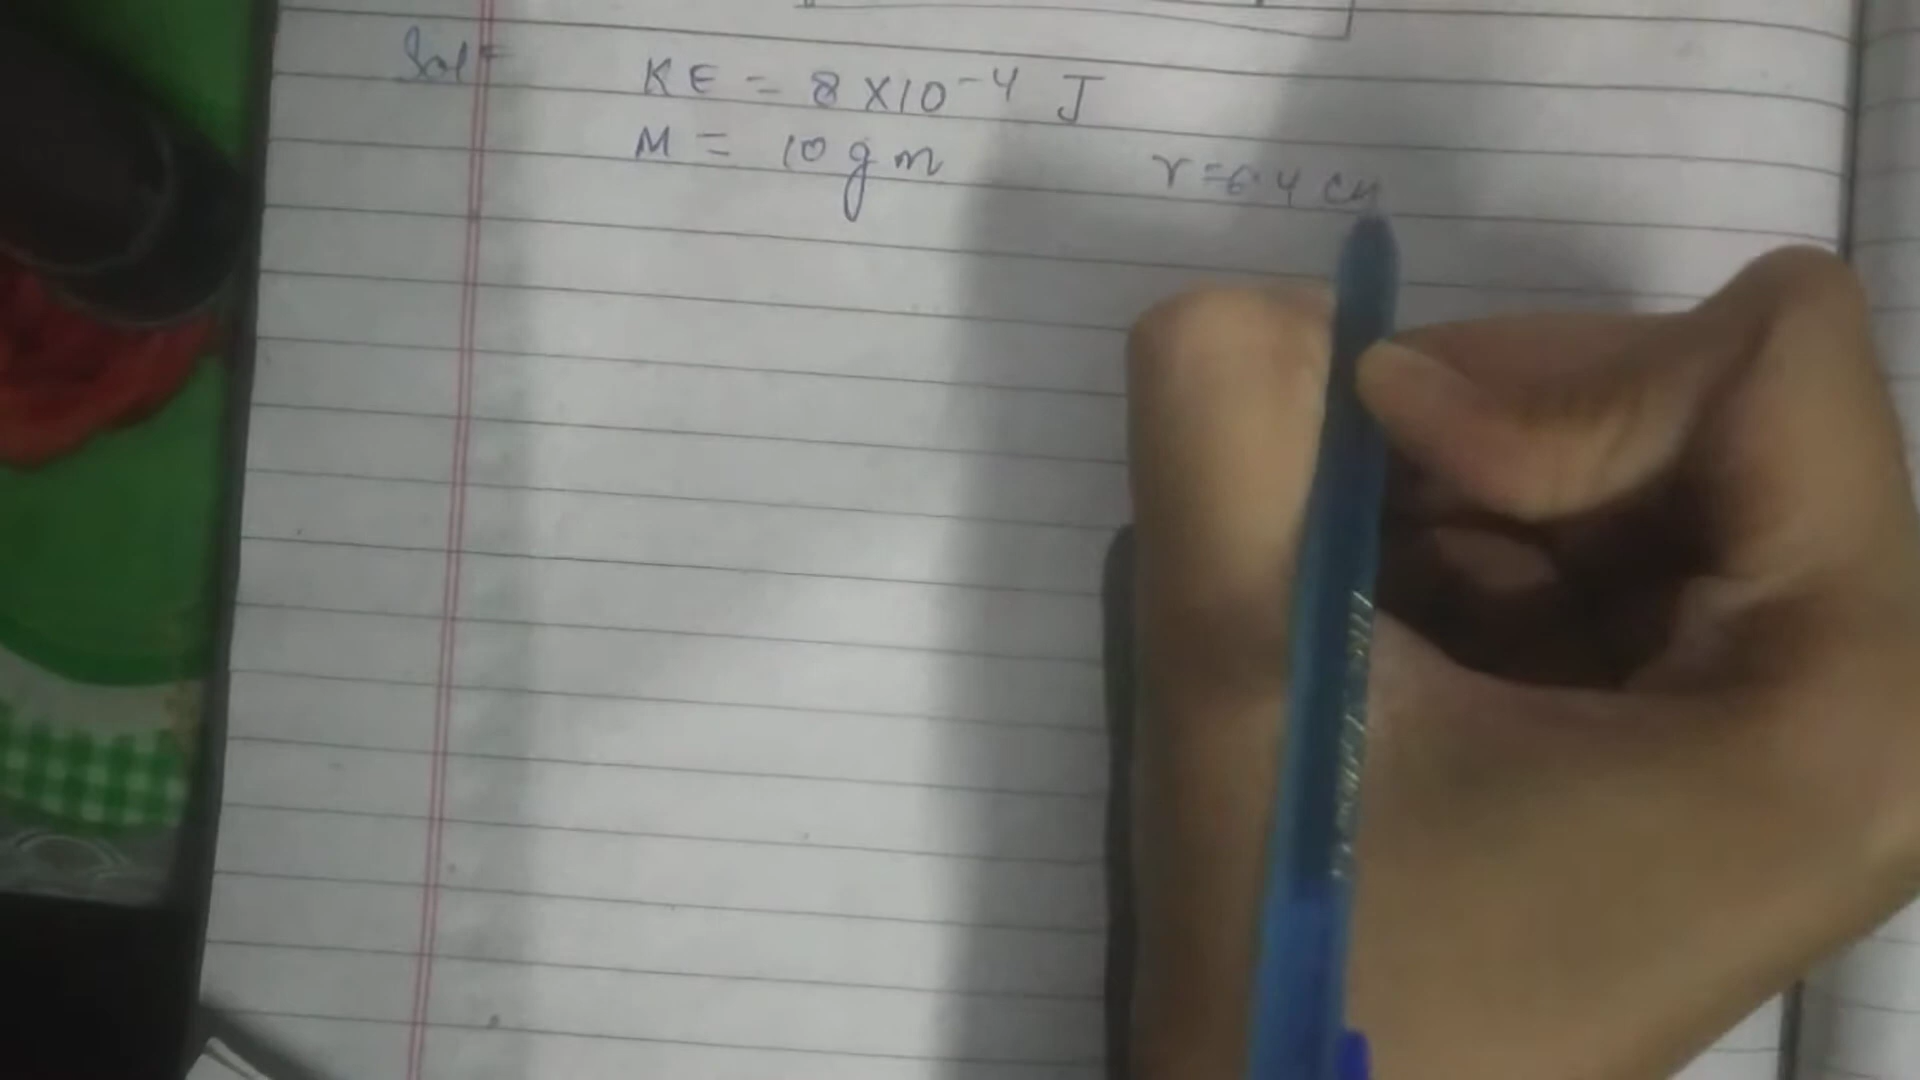 Sol=
KE = 8 X10⁻⁴ J
M = 10 gm
r=6.4 cm